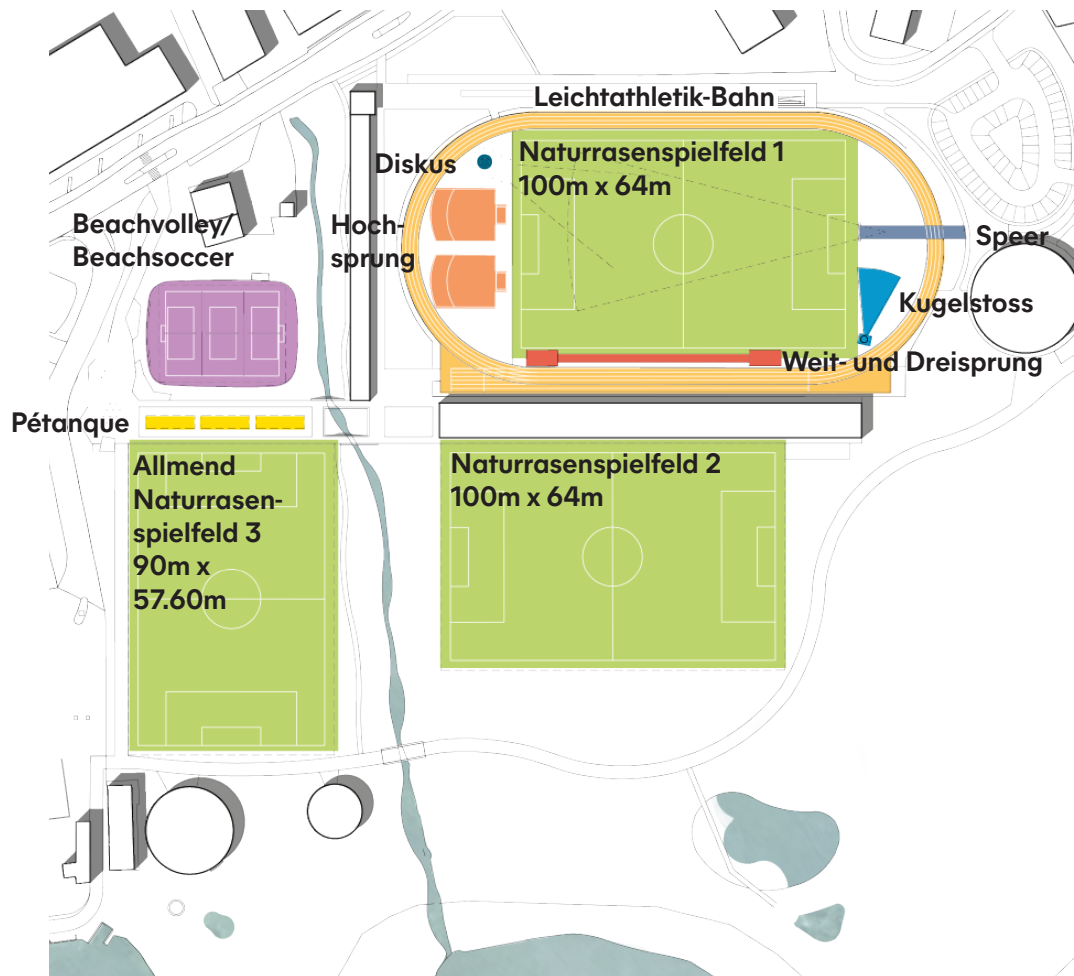 Leichtathletik-Bahn
Diskus
Naturrasenspielfeld 1
100m x 64m
Beachvolley/
Beachsoccer
Hoch-
sprung
Speer
Kugelstoss
Weit- und Dreisprung
Pétanque
Allmend
Naturrasen-
spielfeld 3
90m x
57.60m
Naturrasenspielfeld 2
100m x 64m